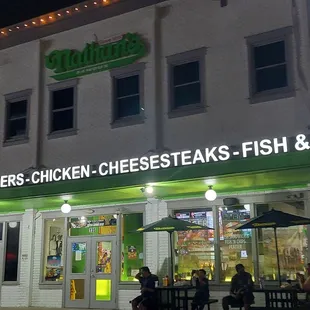 Nathan's
ERS - CHICKEN - CHEESESTEAKS - FISH &